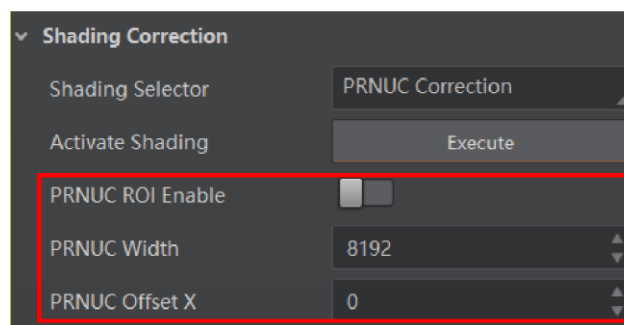 Shading Correction
Shading Selector PRNUC Correction
Activate Shading Execute
PRNUC ROI Enable
PRNUC Width 8192
PRNUC Offset X 0